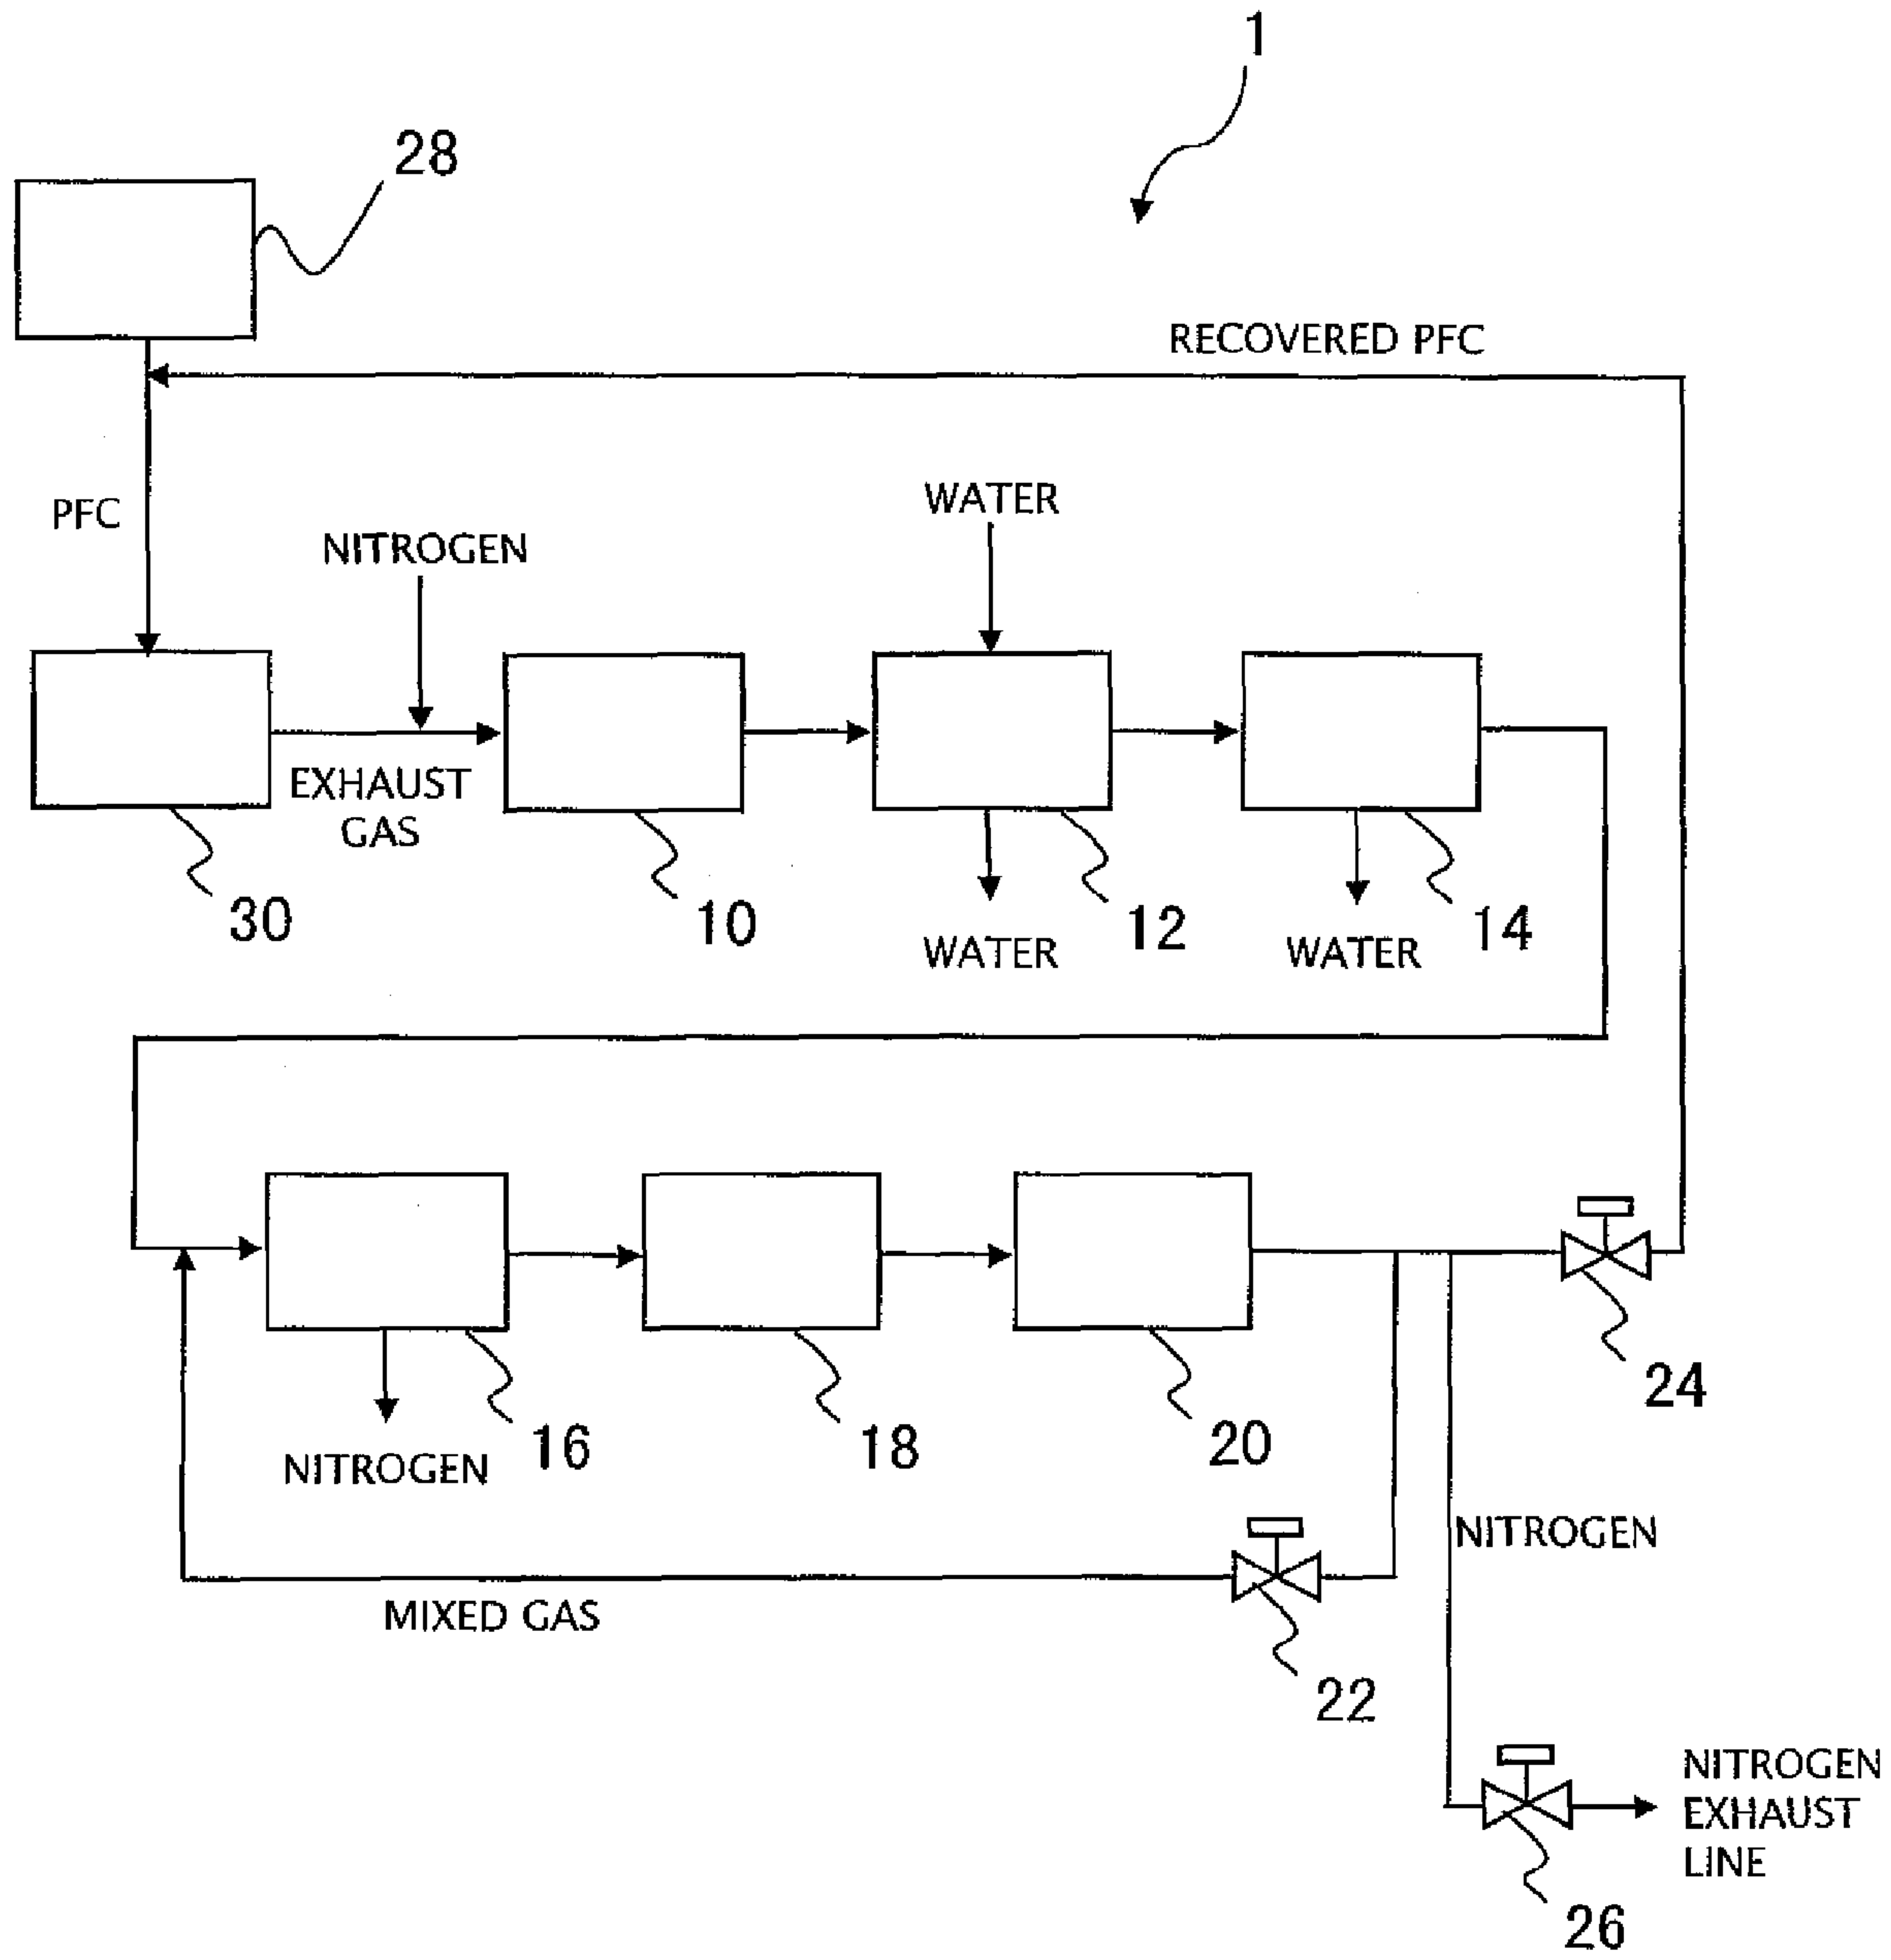 1
28
RECOVERED PFC
PFC
NITROGEN
WATER
EXHAUST
GAS
30
10
WATER
12
WATER
14
16
18
20
24
NITROGEN
NITROGEN
MIXED GAS
22
NITROGEN
EXHAUST
LINE
26